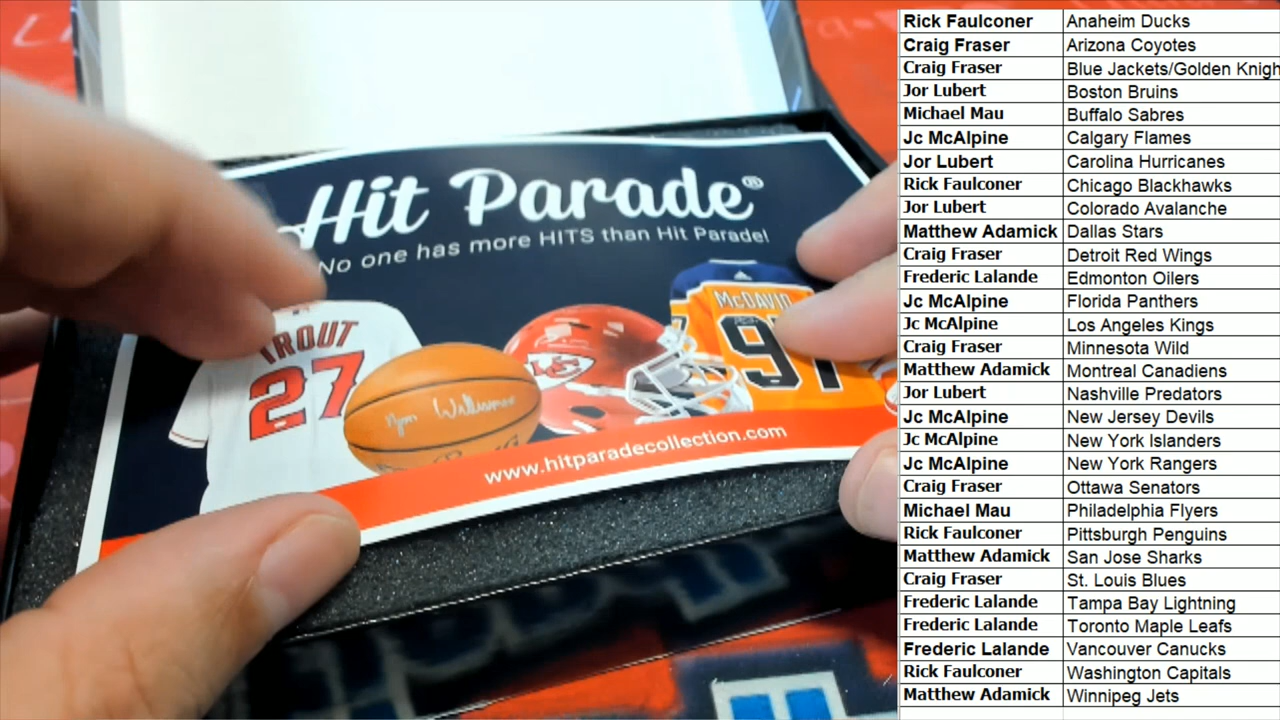 Hit Parade®
No one has more HITS than Hit Parade!
TROUT
27
McDAVID
97
www.hitparadecollection.com
Rick Faulconer Anaheim Ducks
Craig Fraser Arizona Coyotes
Craig Fraser Blue Jackets/Golden Knigh
Jor Lubert Boston Bruins
Michael Mau Buffalo Sabres
Jc McAlpine Calgary Flames
Jor Lubert Carolina Hurricanes
Rick Faulconer Chicago Blackhawks
Jor Lubert Colorado Avalanche
Matthew Adamick Dallas Stars
Craig Fraser Detroit Red Wings
Frederic Lalande Edmonton Oilers
Jc McAlpine Florida Panthers
Jc McAlpine Los Angeles Kings
Craig Fraser Minnesota Wild
Matthew Adamick Montreal Canadiens
Jor Lubert Nashville Predators
Jc McAlpine New Jersey Devils
Jc McAlpine New York Islanders
Jc McAlpine New York Rangers
Craig Fraser Ottawa Senators
Michael Mau Philadelphia Flyers
Rick Faulconer Pittsburgh Penguins
Matthew Adamick San Jose Sharks
Craig Fraser St. Louis Blues
Frederic Lalande Tampa Bay Lightning
Frederic Lalande Toronto Maple Leafs
Frederic Lalande Vancouver Canucks
Rick Faulconer Washington Capitals
Matthew Adamick Winnipeg Jets